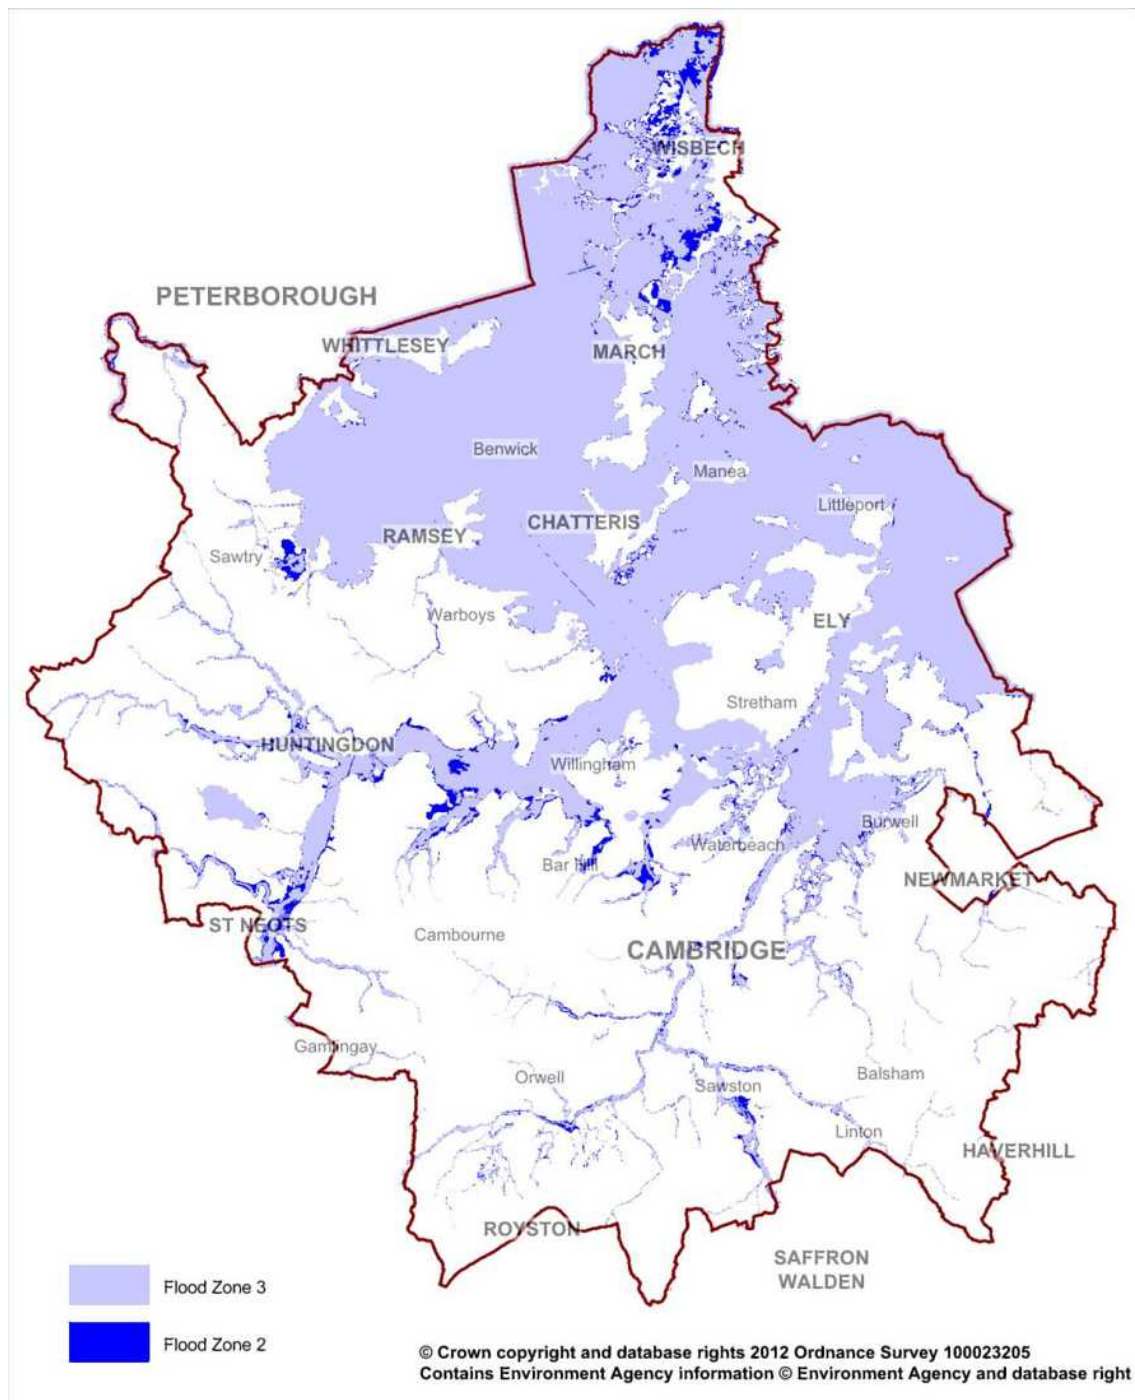 WISBECH
PETERBOROUGH
WHITTLESEY
MARCH
Benwick
Manea
Littleport
CHATTERIS
RAMSEY
Sawtry
Warboys
ELY
Stretham
HUNTINGDON
Willingham
Burwell
Waterbeach
Bar Hill
NEWMARKET
ST NEOTS
Cambourne
CAMBRIDGE
Gamlingay
Orwell
Sawston
Balsham
Linton
HAVERHILL
ROYSTON
SAFFRON
WALDEN
Flood Zone 3
Flood Zone 2
© Crown copyright and database rights 2012 Ordnance Survey 100023205
Contains Environment Agency information © Environment Agency and database right